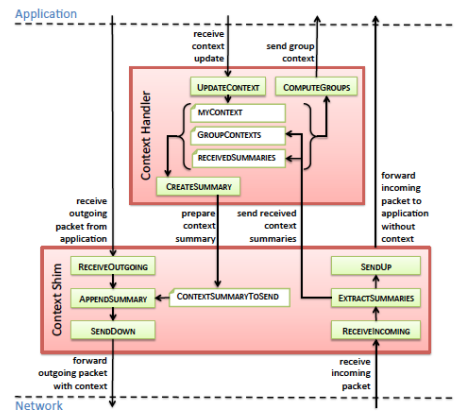 Application
receive
context
update
send group
context
UPDATECONTEXT
COMPUTEGROUPS
Context Handler
MYCONTEXT
GROUPCONTEXTS
RECEIVEDSUMMARIES
CREATESUMMARY
receive
outgoing
packet from
application
prepare
context
summary
send received
context
summaries
forward
incoming
packet to
application
without
context
Context Shim
RECEIVEOUTGOING
APPENDSUMMARY
SENDDOWN
CONTEXTSUMMARYTOSEND
SENDUP
EXTRACTSUMMARIES
RECEIVEINCOMING
forward
outgoing packet
with context
receive
incoming
packet
Network